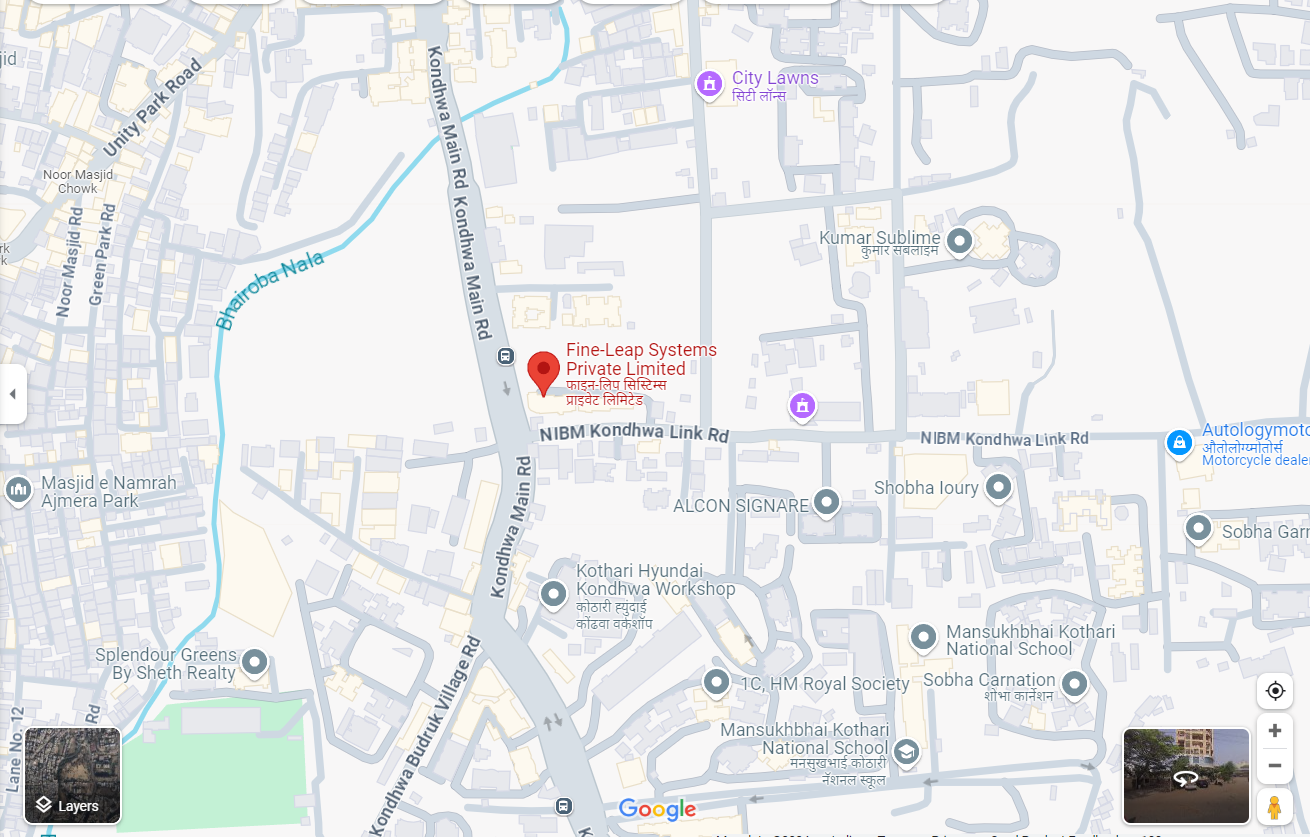 City Lawns
सिटी लॉन्स
Kondhwa Main Rd
Kondhwa Main Rd
Kondhwa Main Rd
Unity Park Road
Noor Masjid
Chowk
Noor Masjid Rd
Green Park Rd
Bhairoba Nala
Kumar Sublime
कुमार सबलाइम
Fine-Leap Systems
Private Limited
फाइन-लिप सिस्टिम्स
प्राइवेट लिमिटेड
NIBM Kondhwa Link Rd
NIBM Kondhwa Link Rd
Autologymoto
औतोलोग्य्मोतोर्स
Motorcycle dealer
Masjid e Namrah
Ajmera Park
Shobha Ioury
ALCON SIGNARE
Sobha Garn
Kondhwa Main Rd
Kothari Hyundai
Kondhwa Workshop
कोठारी ह्युंदाई
कोंढवा वर्कशॉप
Mansukhbhai Kothari
National School
Splendour Greens
By Sheth Realty
1C, HM Royal Society
Sobha Carnation
शोभा कार्नेशन
Kondhwa Budruk Village Rd
Mansukhbhai Kothari
National School
मनसुखभाई कोठारी
नॅशनल स्कूल
Lane No. 12
Rd
Layers
Google